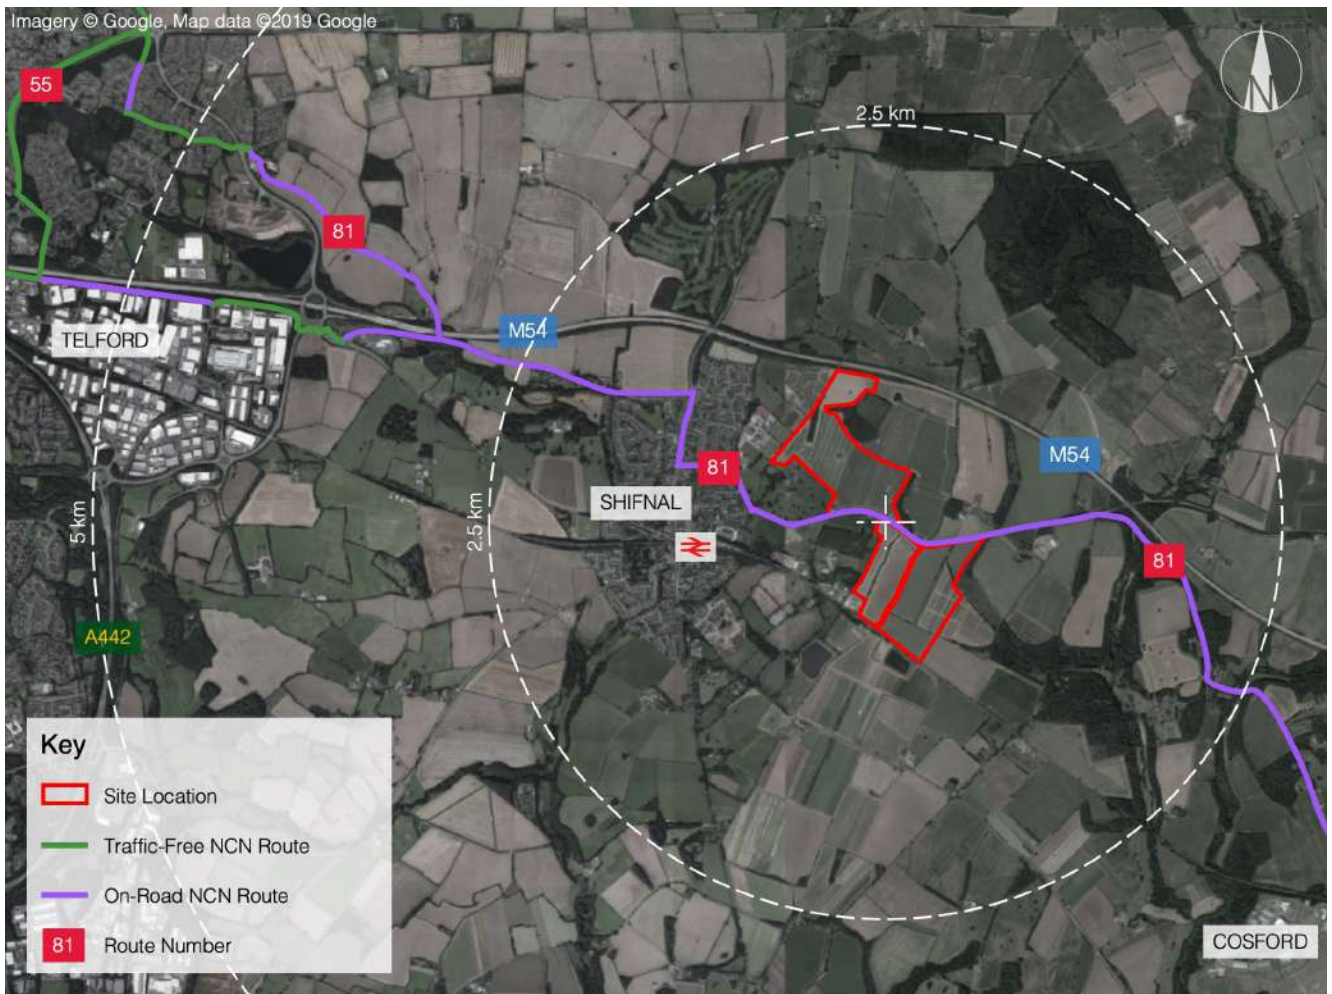 Imagery © Google, Map data ©2019 Google
N
55
2.5 km
81
M54
TELFORD
81
M54
2.5 km
SHIFNAL
5 km
81
A442
Key
Site Location
Traffic-Free NCN Route
On-Road NCN Route
81 Route Number
COSFORD